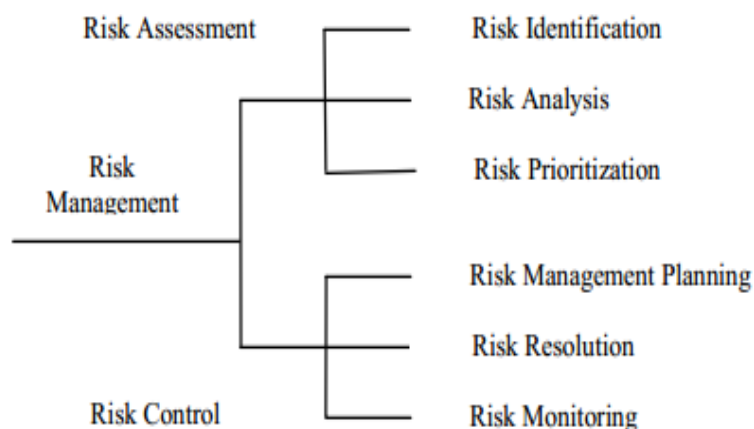 Risk Assessment
Risk Identification
Risk Analysis
Risk
Management
Risk Prioritization
Risk Management Planning
Risk Resolution
Risk Control
Risk Monitoring